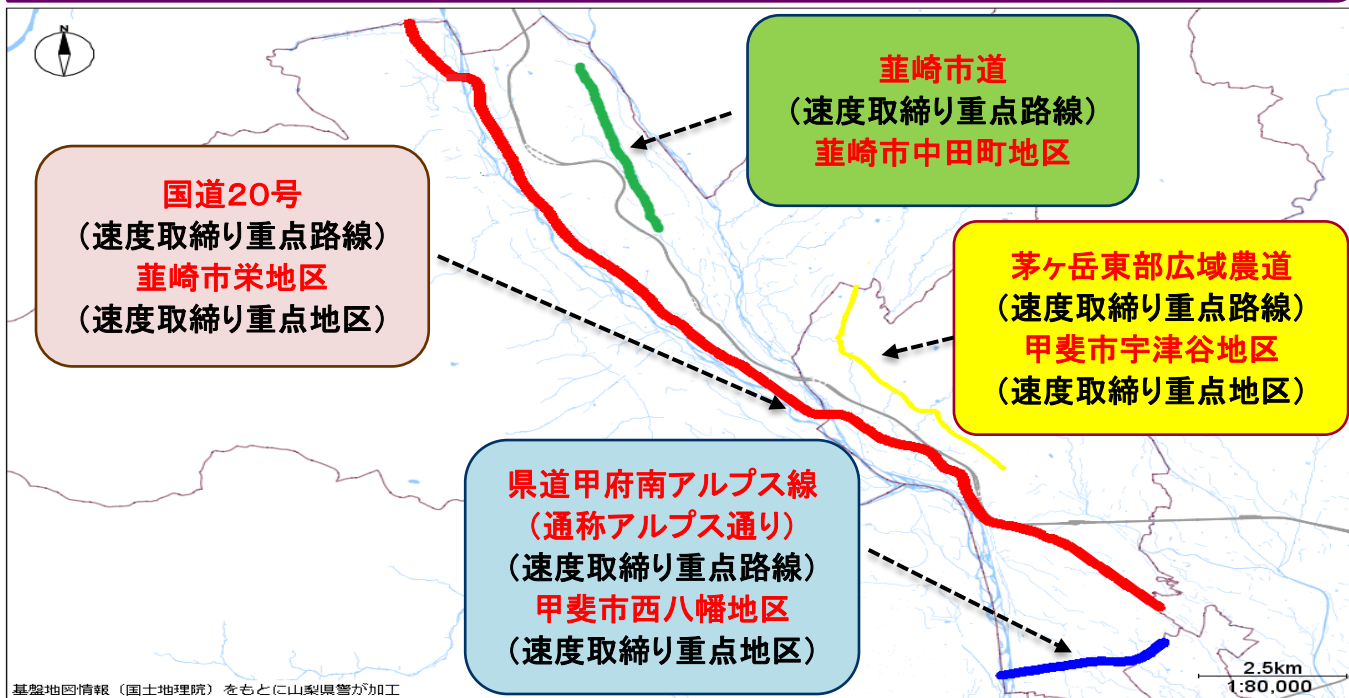 N
韮崎市道
(速度取締り重点路線)
韮崎市中田町地区
国道20号
(速度取締り重点路線)
韮崎市栄地区
(速度取締り重点地区)
茅ヶ岳東部広域農道
(速度取締り重点路線)
甲斐市宇津谷地区
(速度取締り重点地区)
県道甲府南アルプス線
(通称アルプス通り)
(速度取締り重点路線)
甲斐市西八幡地区
(速度取締り重点地区)
2.5km
1:80,000
基盤地図情報(国土地理院)をもとに山梨県警が加工